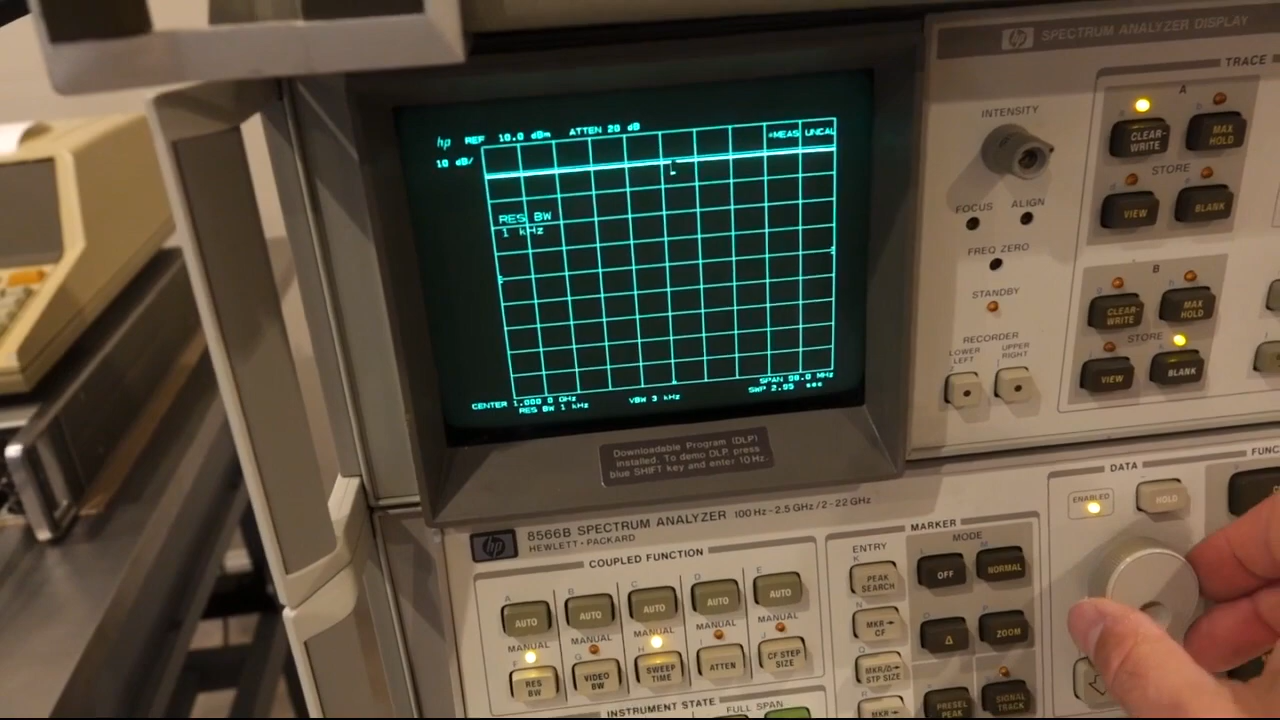 hp SPECTRUM ANALYZER DISPLAY
TRACE
A
INTENSITY
CLEAR-WRITE
MAX HOLD
STORE
FOCUS
ALIGN
VIEW
BLANK
FREQ ZERO
B
STANDBY
CLEAR-WRITE
MAX HOLD
RECORDER
STORE
LOWER LEFT
UPPER RIGHT
VIEW
BLANK
hp REF 10.0 dBm ATTEN 20 dB
10 dB/
*MEAS UNCAL
RES BW
1 kHz
CENTER 1.000 0 GHz
SPAN 98.0 MHz
RES BW 1 kHz
VBW 3 kHz
SWP 2.95 sec
Downloadable Program (DLP)
installed. To demo DLP, press
blue SHIFT key and enter 10 Hz.
hp 8566B SPECTRUM ANALYZER 100 Hz - 2.5 GHz / 2 - 22 GHz
HEWLETT • PACKARD
COUPLED FUNCTION
A B C D E
AUTO AUTO AUTO AUTO AUTO
MANUAL MANUAL MANUAL MANUAL MANUAL
F G H I J
RES BW
VIDEO BW
SWEEP TIME
ATTEN
CF STEP SIZE
INSTRUMENT STATE
FULL SPAN
MARKER
ENTRY
MODE
K
PEAK SEARCH
L
OFF
M
NORMAL
N
MKR→ CF
O
Δ
P
ZOOM
Q
MKR/Δ→ STP SIZE
MKR→
PRESEL PEAK
SIGNAL TRACK
DATA
FUNC
ENABLED
HOLD